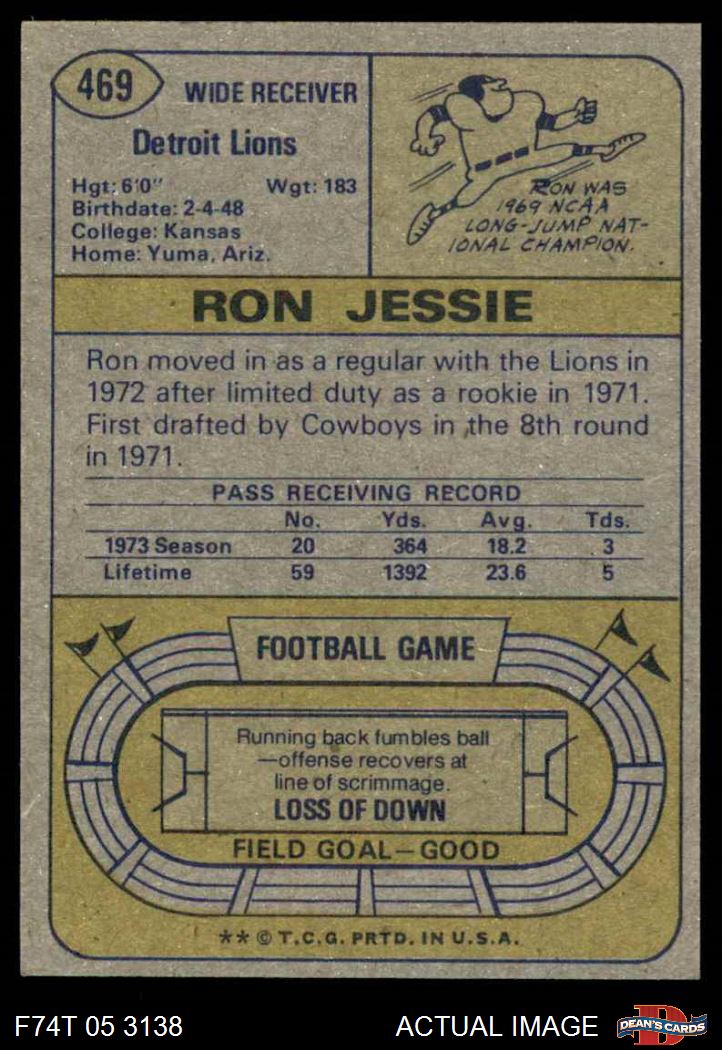 469
WIDE RECEIVER
Detroit Lions
Hgt: 6'0" Wgt: 183
Birthdate: 2-4-48
College: Kansas
Home: Yuma, Ariz.
RON WAS
1969 NCAA
LONG-JUMP NAT-
IONAL CHAMPION.
RON JESSIE
Ron moved in as a regular with the Lions in
1972 after limited duty as a rookie in 1971.
First drafted by Cowboys in the 8th round
in 1971.
PASS RECEIVING RECORD
No. Yds. Avg. Tds.
1973 Season 20 364 18.2 3
Lifetime 59 1392 23.6 5
FOOTBALL GAME
Running back fumbles ball
—offense recovers at
line of scrimmage.
LOSS OF DOWN
FIELD GOAL—GOOD
** © T.C.G. PRTD. IN U.S.A.
F74T 05 3138 ACTUAL IMAGE
D
DEAN'S CARDS